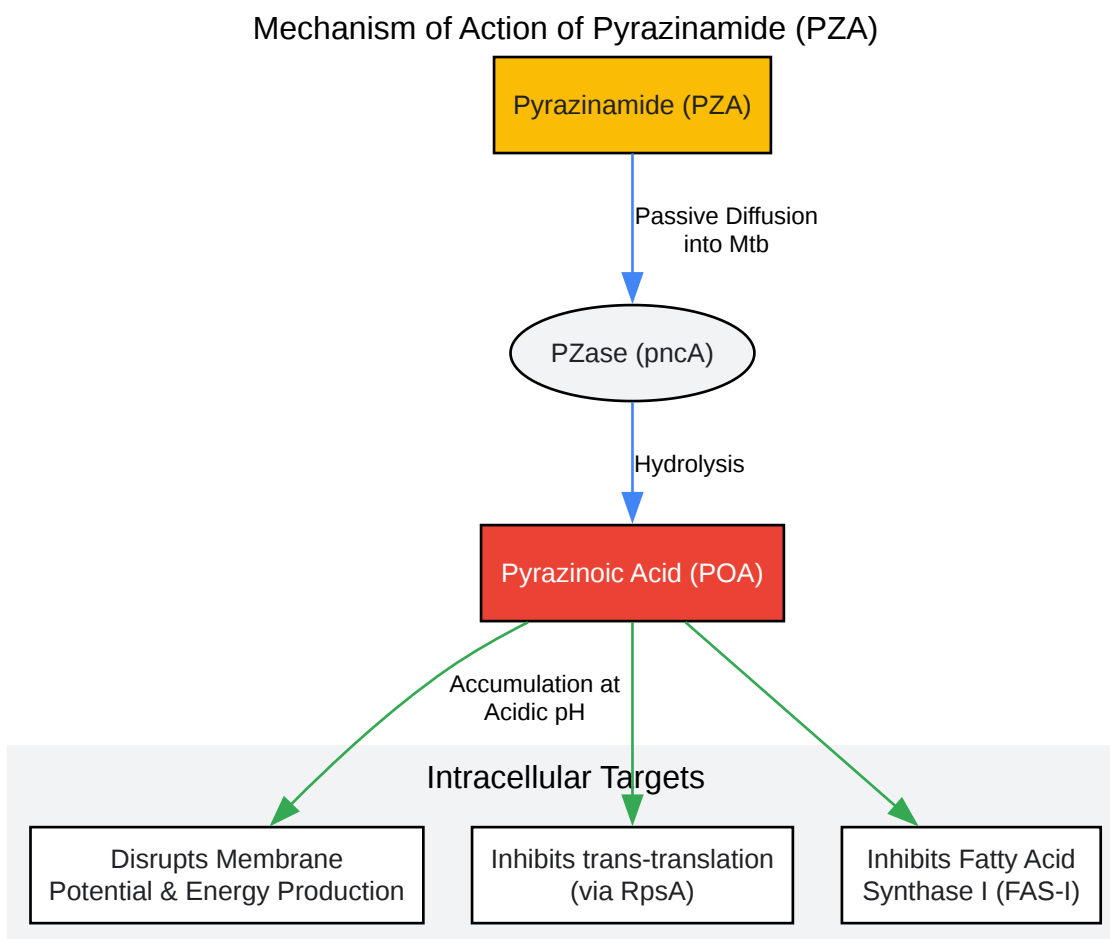 Mechanism of Action of Pyrazinamide (PZA)
Pyrazinamide (PZA)
Passive Diffusion
into Mtb
PZase (pncA)
Hydrolysis
Pyrazinoic Acid (POA)
Accumulation at
Acidic pH
Intracellular Targets
Disrupts Membrane
Potential & Energy Production
Inhibits trans-translation
(via RpsA)
Inhibits Fatty Acid
Synthase I (FAS-I)